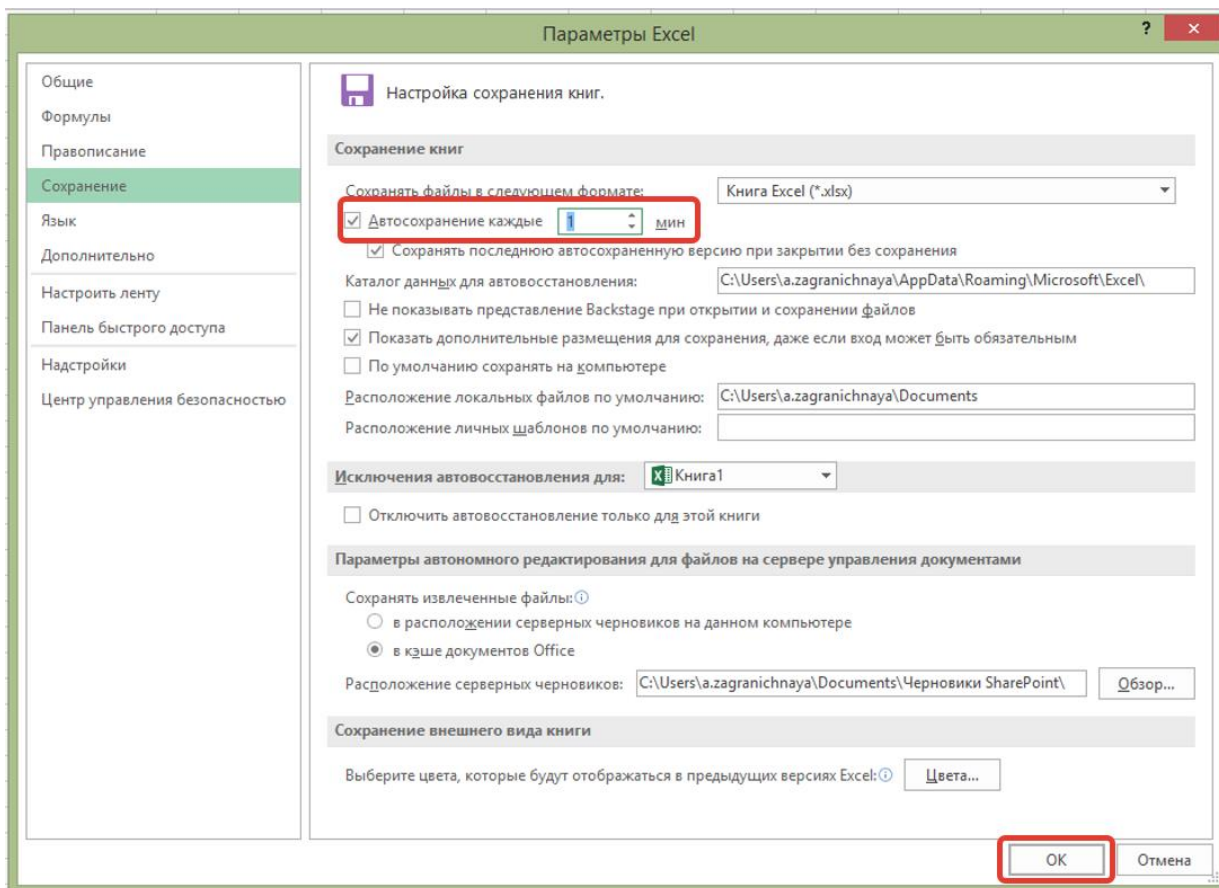 Параметры Excel
?
Общие
Формулы
Правописание
Сохранение
Язык
Дополнительно
Настроить ленту
Панель быстрого доступа
Надстройки
Центр управления безопасностью
Настройка сохранения книг.
Сохранение книг
Сохранять файлы в следующем формате: Книга Excel (*.xlsx)
Автосохранение каждые 1 мин
Сохранять последнюю автосохраненную версию при закрытии без сохранения
Каталог данных для автовосстановления: C:\Users\a.zagranichnaya\AppData\Roaming\Microsoft\Excel\
Не показывать представление Backstage при открытии и сохранении файлов
Показать дополнительные размещения для сохранения, даже если вход может быть обязательным
По умолчанию сохранять на компьютере
Расположение локальных файлов по умолчанию: C:\Users\a.zagranichnaya\Documents
Расположение личных шаблонов по умолчанию:
Исключения автовосстановления для: Книга1
Отключить автовосстановление только для этой книги
Параметры автономного редактирования для файлов на сервере управления документами
Сохранять извлеченные файлы:
в расположении серверных черновиков на данном компьютере
в кэше документов Office
Расположение серверных черновиков: C:\Users\a.zagranichnaya\Documents\Черновики SharePoint\ Обзор...
Сохранение внешнего вида книги
Выберите цвета, которые будут отображаться в предыдущих версиях Excel: Цвета...
ОК Отмена